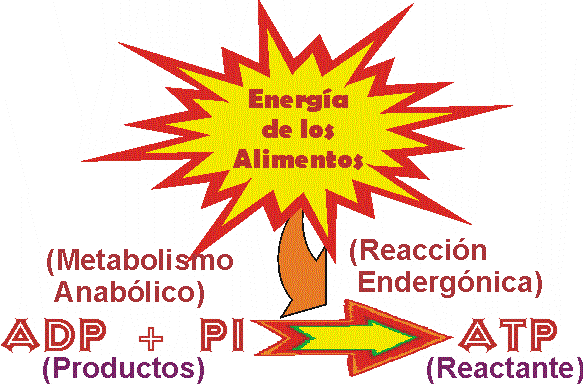 Energía
de los
Alimentos
(Metabolismo
Anabólico)
(Reacción
Endergónica)
ADP + PI ATP
(Productos) (Reactante)